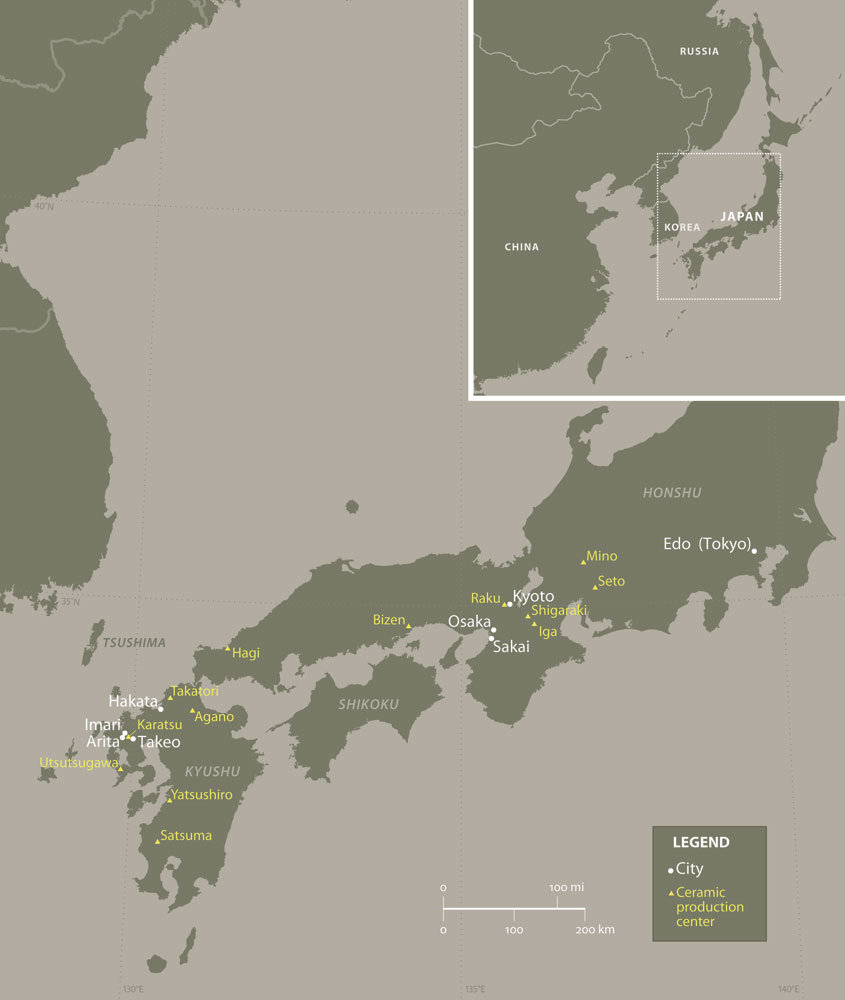 RUSSIA
JAPAN
KOREA
CHINA
40°N
HONSHU
Edo (Tokyo)
Mino
Seto
35°N
Raku
Kyoto
Shigaraki
Bizen
Osaka
Iga
Sakai
TSUSHIMA
Hagi
Takatori
Hakata
SHIKOKU
Agano
Imari
Karatsu
Arita
Takeo
Utsutsugawa
KYUSHU
Yatsushiro
Satsuma
LEGEND
City
Ceramic
production
center
0
100 mi
0
100
200 km
130°E
135°E
140°E